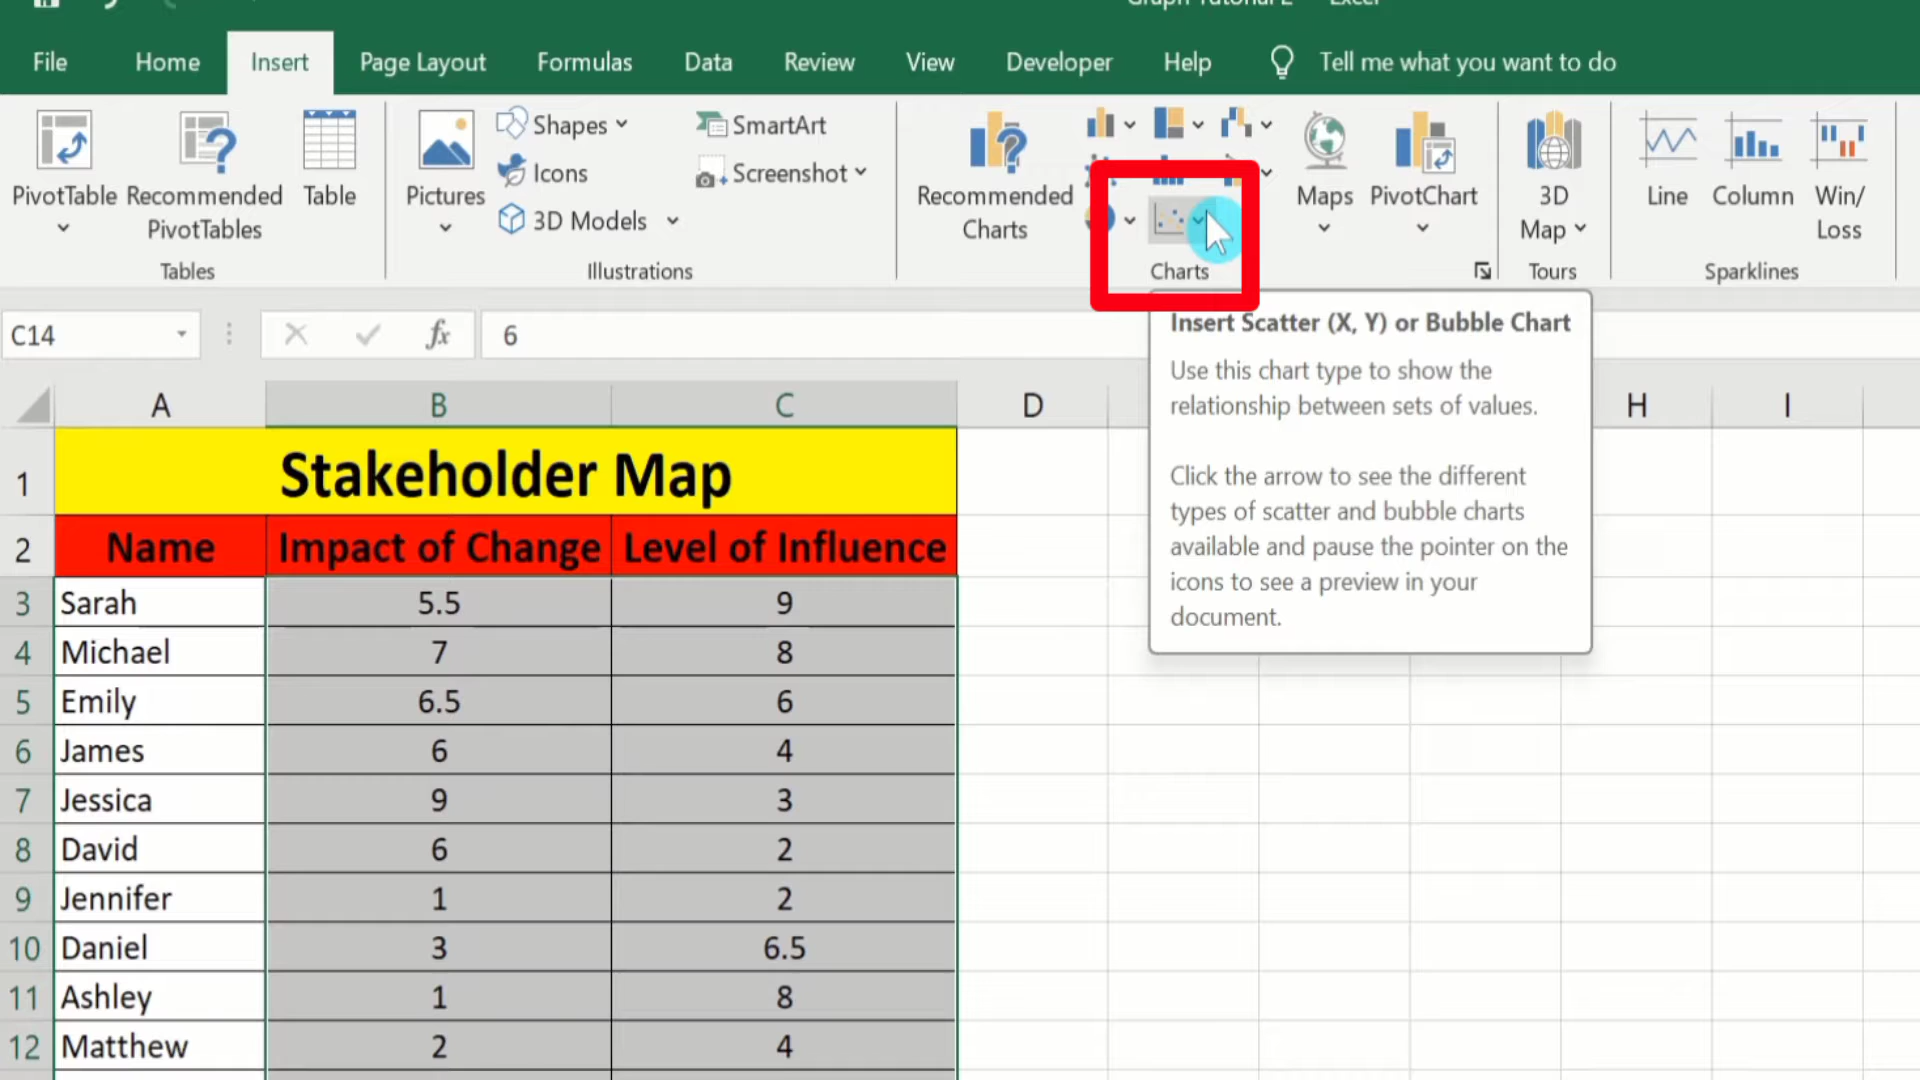 Graph Tutorial 2 Excel
File Home Insert Page Layout Formulas Data Review View Developer Help Tell me what you want to do
PivotTable
Recommended
PivotTables
Table
Tables
Pictures
Shapes
Icons
3D Models
SmartArt
Screenshot
Illustrations
Recommended
Charts
Maps
PivotChart
Charts
3D
Map
Tours
Line
Column
Win/
Loss
Sparklines
C14 fx 6
Insert Scatter (X, Y) or Bubble Chart
Use this chart type to show the
relationship between sets of values.
Click the arrow to see the different
types of scatter and bubble charts
available and pause the pointer on the
icons to see a preview in your
document.
A B C D H I
1 Stakeholder Map
2 Name Impact of Change Level of Influence
3 Sarah 5.5 9
4 Michael 7 8
5 Emily 6.5 6
6 James 6 4
7 Jessica 9 3
8 David 6 2
9 Jennifer 1 2
10 Daniel 3 6.5
11 Ashley 1 8
12 Matthew 2 4